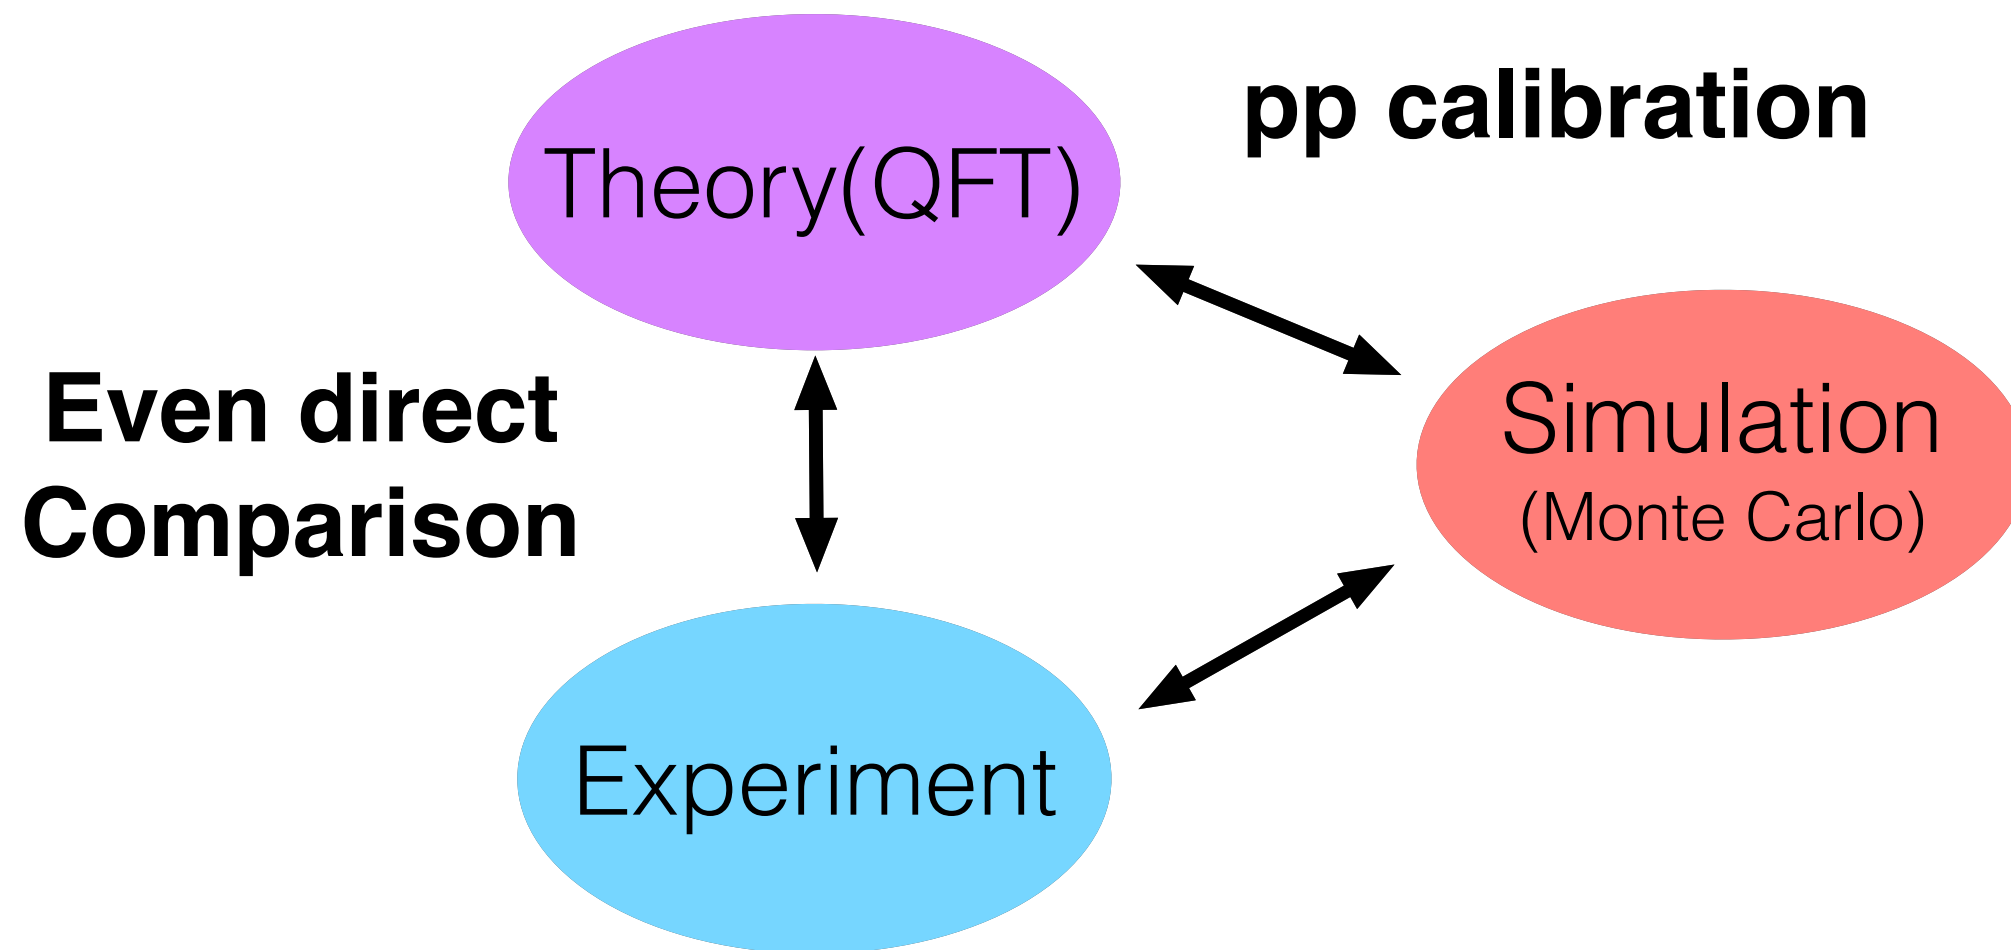 Theory(QFT)
pp calibration
Even direct
Comparison
Simulation
(Monte Carlo)
Experiment